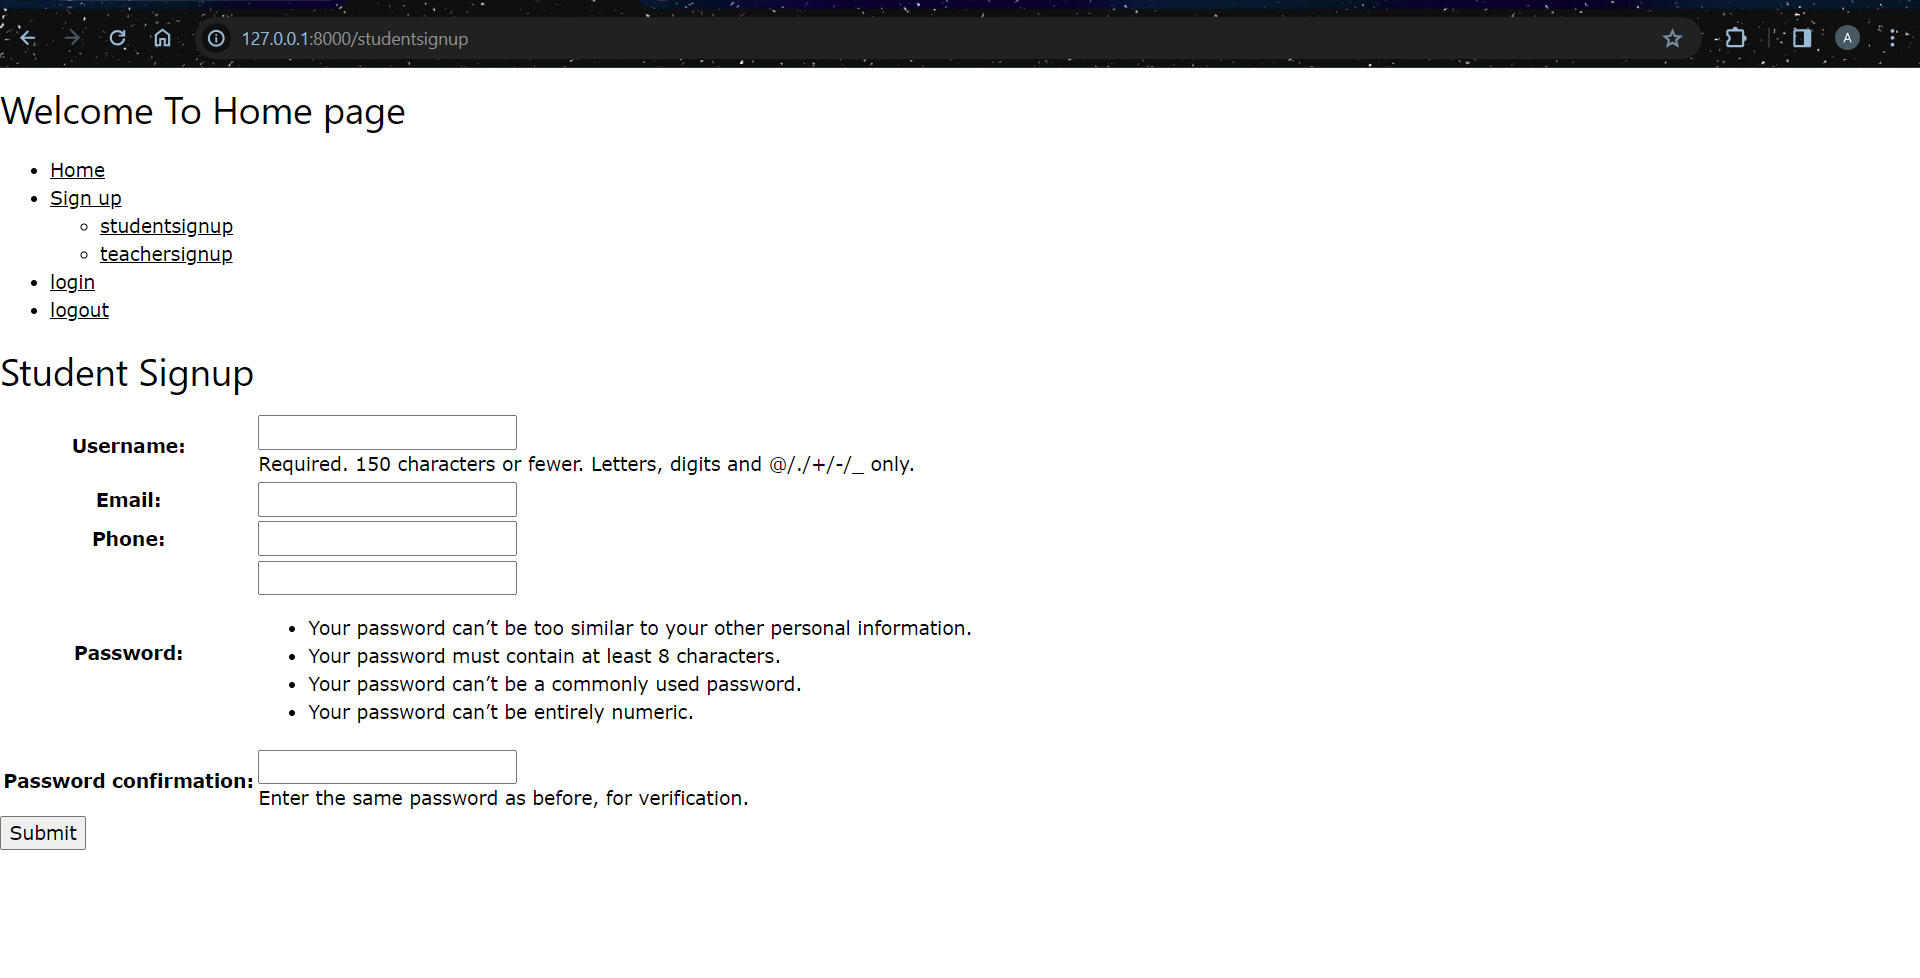 127.0.0.1:8000/studentsignup
A
Welcome To Home page
Home
Sign up
studentsignup
teachersignup
login
logout
Student Signup
Username:
Required. 150 characters or fewer. Letters, digits and @/./+/-/_ only.
Email:
Phone:
Password:
Your password can’t be too similar to your other personal information.
Your password must contain at least 8 characters.
Your password can’t be a commonly used password.
Your password can’t be entirely numeric.
Password confirmation:
Enter the same password as before, for verification.
Submit